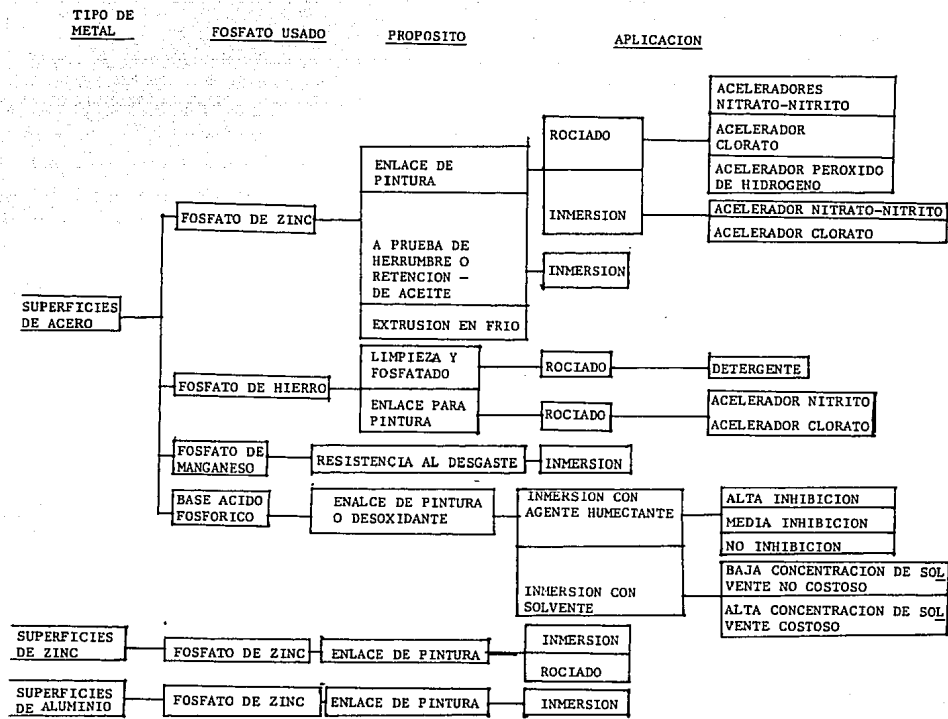 TIPO DE
METAL
FOSFATO USADO
PROPOSITO
APLICACION
SUPERFICIES
DE ACERO
FOSFATO DE ZINC
ENLACE DE
PINTURA
ROCIADO
ACELERADORES
NITRATO-NITRITO
ACELERADOR
CLORATO
ACELERADOR PEROXIDO
DE HIDROGENO
INMERSION
ACELERADOR NITRATO-NITRITO
ACELERADOR CLORATO
A PRUEBA DE
HERRUMBRE O
RETENCION -
DE ACEITE
INMERSION
EXTRUSION EN FRIO
FOSFATO DE HIERRO
LIMPIEZA Y
FOSFATADO
ROCIADO
DETERGENTE
ENLACE PARA
PINTURA
ROCIADO
ACELERADOR NITRITO
ACELERADOR CLORATO
FOSFATO DE
MANGANESO
RESISTENCIA AL DESGASTE
INMERSION
BASE ACIDO
FOSFORICO
ENALCE DE PINTURA
O DESOXIDANTE
INMERSION CON
AGENTE HUMECTANTE
ALTA INHIBICION
MEDIA INHIBICION
NO INHIBICION
INMERSION CON
SOLVENTE
BAJA CONCENTRACION DE SOL
VENTE NO COSTOSO
ALTA CONCENTRACION DE SOL
VENTE COSTOSO
SUPERFICIES
DE ZINC
FOSFATO DE ZINC
ENLACE DE PINTURA
INMERSION
ROCIADO
SUPERFICIES
DE ALUMINIO
FOSFATO DE ZINC
ENLACE DE PINTURA
INMERSION